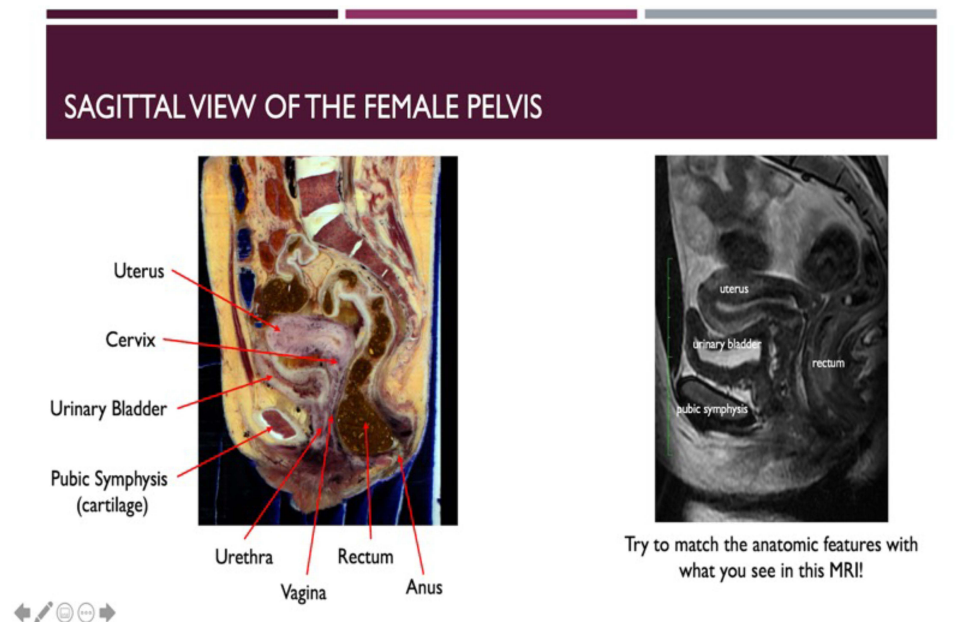 SAGITTAL VIEW OF THE FEMALE PELVIS
Uterus
Cervix
Urinary Bladder
Pubic Symphysis
(cartilage)
Urethra
Vagina
Rectum
Anus
uterus
urinary bladder
rectum
pubic symphysis
Try to match the anatomic features with
what you see in this MRI!